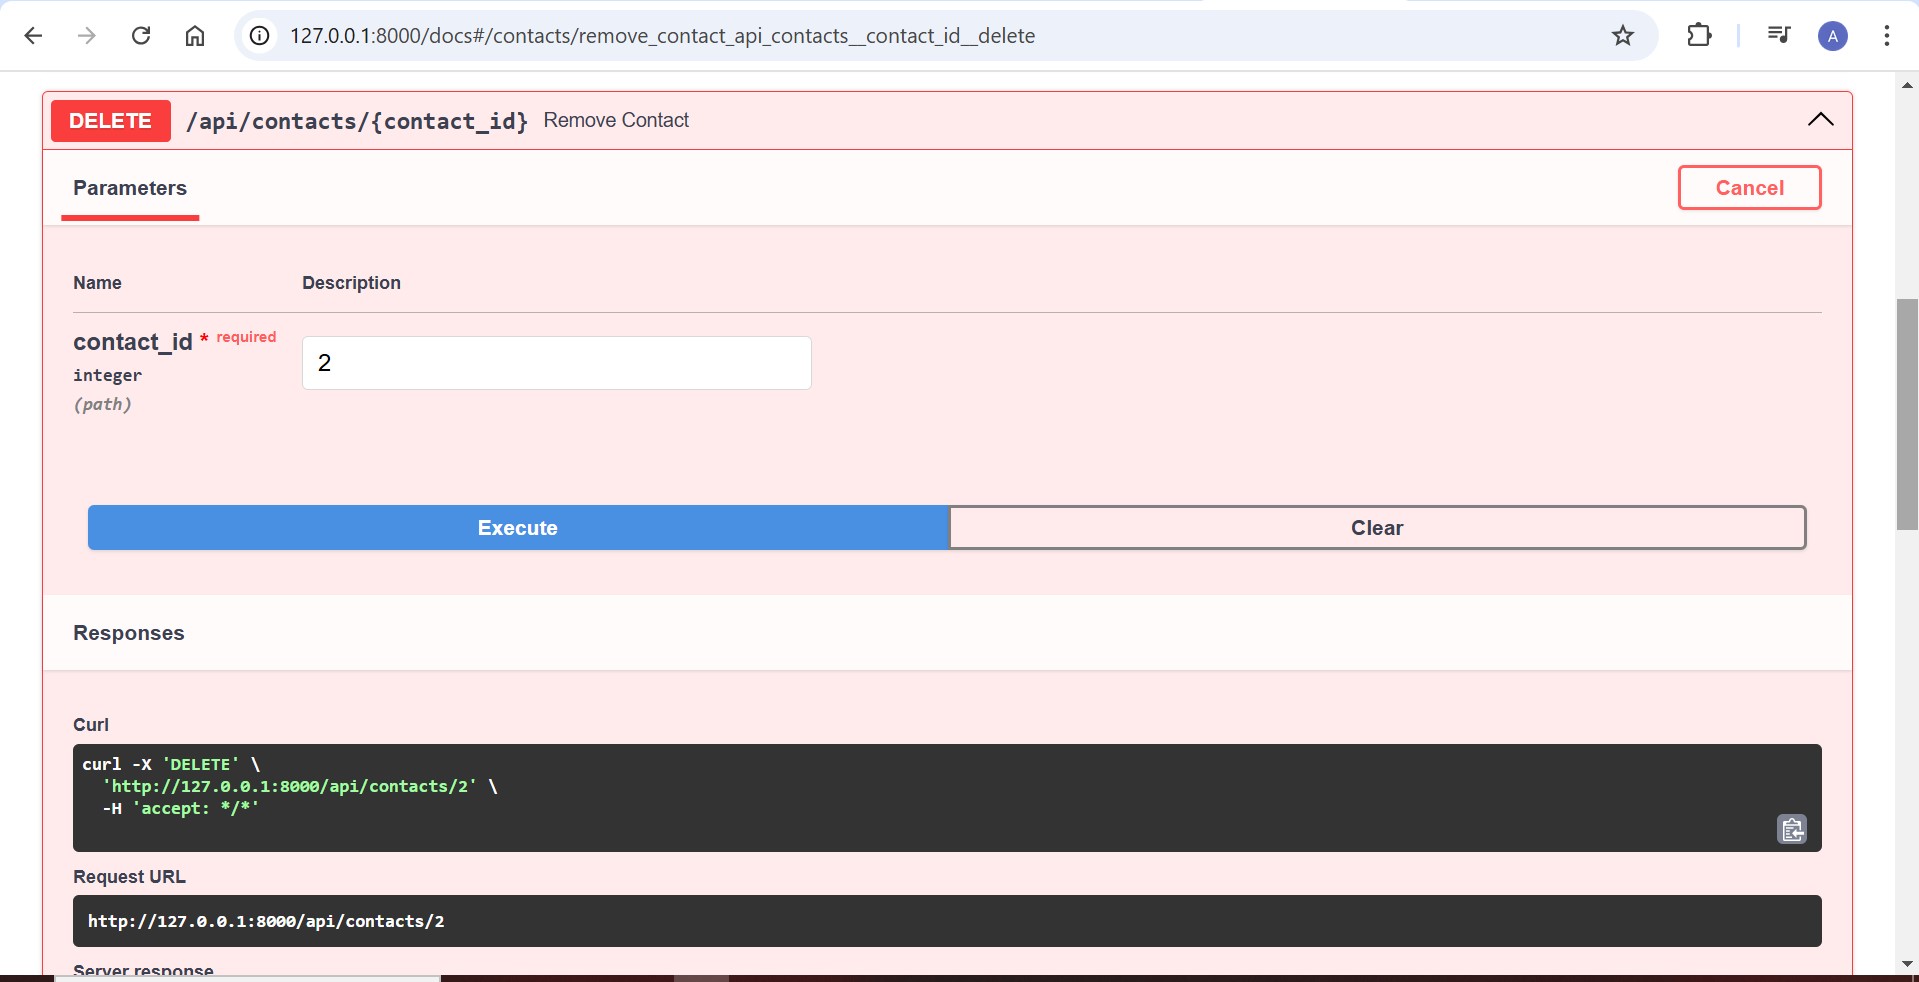 127.0.0.1:8000/docs#/contacts/remove_contact_api_contacts__contact_id__delete
A
DELETE /api/contacts/{contact_id} Remove Contact
Parameters
Cancel
Name Description
contact_id * required
integer
(path)
2
Execute Clear
Responses
Curl
curl -X 'DELETE' \
'http://127.0.0.1:8000/api/contacts/2' \
-H 'accept: */*'
Request URL
http://127.0.0.1:8000/api/contacts/2
Server response